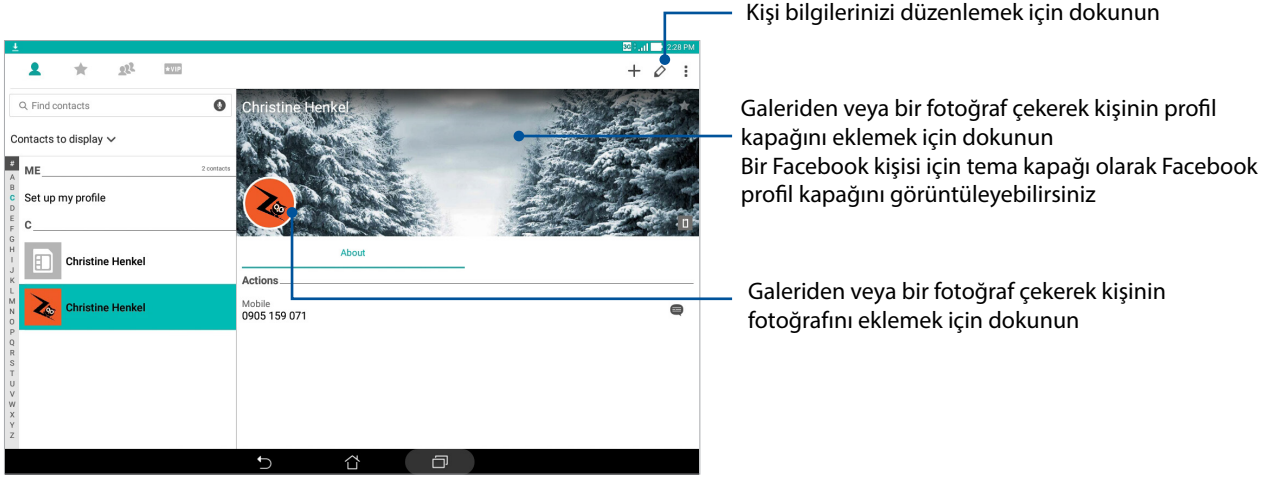 Kişi bilgilerinizi düzenlemek için dokunun
3G 2:28 PM
VIP
Find contacts
Contacts to display
ME
2 contacts
Set up my profile
C
Christine Henkel
Christine Henkel
#
A
B
C
D
E
F
G
H
I
J
K
L
M
N
O
P
Q
R
S
T
U
V
W
X
Y
Z
Christine Henkel
About
Actions
Mobile
0905 159 071
Galeriden veya bir fotoğraf çekerek kişinin profil
kapağını eklemek için dokunun
Bir Facebook kişisi için tema kapağı olarak Facebook
profil kapağını görüntüleyebilirsiniz
Galeriden veya bir fotoğraf çekerek kişinin
fotoğrafını eklemek için dokunun